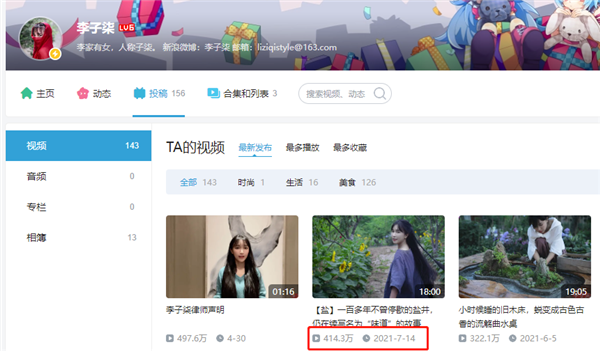 李子柒 LV6
李家有女，人称子柒。 新浪微博：李子柒 邮箱：liziqistyle@163.com
主页 动态 投稿 156 合集和列表 3 搜索视频、动态
视频 143
音频 0
专栏 0
相簿 13
TA的视频 最新发布 最多播放 最多收藏
全部 143 时尚 1 生活 16 美食 126
01:16 18:00 19:05
李子柒律师声明
497.6万 4-30
【盐】一百多年不曾停歇的盐井，
仍在续写名为“味道”的故事
414.3万 2021-7-14
小时候睡的旧木床，蜕变成古色古
香的流觞曲水桌
322.1万 2021-6-5